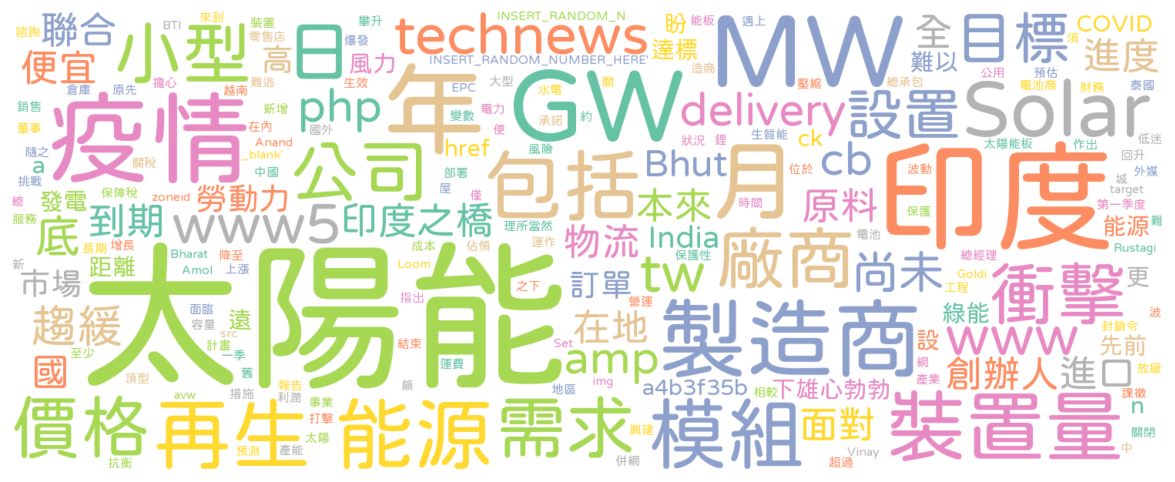 聯合
小型
BTI
來到
裝置
零售店
攀升
INSERT_RANDOM_N
能板
遇上
盼
COVID
諮詢
便宜
高
日
爆發
technews
達標
MW
全
目標
進度
擔心
難逃
風力
INSERT_RANDOM_NUMBER_HERE
造商
難以
須
倉庫
原先
越南
生效
EPC
大型
水電
關
壓縮
總承包
公用
預估
電池商
財務
泰國
銷售
新增
php
年
電力
承諾
約
GW
delivery
設置
Solar
董事
疫情
在內
國外
變數
便
狀況
鋰
生質能
太陽能板
作出
低迷
隨之
a
_blank'
Anand
href
風險
Bhut
ck
cb
回升
外媒
挑戰
關稅
中國
公司
部署
屋
僅
包括
位於
月
波動
印度
城
target
總
發電
保障稅
zoneid
勞動力
本來
時間
原料
保護
第一季度
服務
底
到期
www5
印度之橋
理所當然
物流
India
電池
能源
難
長期
增長
Bharat
降至
成本
佔領
運作
保護性
廠商
尚未
總經理
Rustagi
新
市場
距離
Amol
上漲
太陽能
Loom
指出
之下
訂單
tw
營運
Goldi
工程
綠能
衝擊
更
趨緩
遠
面臨
容量
src
計畫
一季
結束
Set
在地
製造商
設
www
封鎖令
先前
波
至少
舊
運費
amp
網
放緩
國
頂型
措施
報告
利潤
頗
地區
img
a4b3f35b
相較
下雄心勃勃
產業
創辦人
進口
課徵
價格
avw
再生
事業
打擊
能源
需求
興建
模組
面對
裝置量
n
關閉
抗衡
預測
太陽
產能
併網
超過
Vinay
中